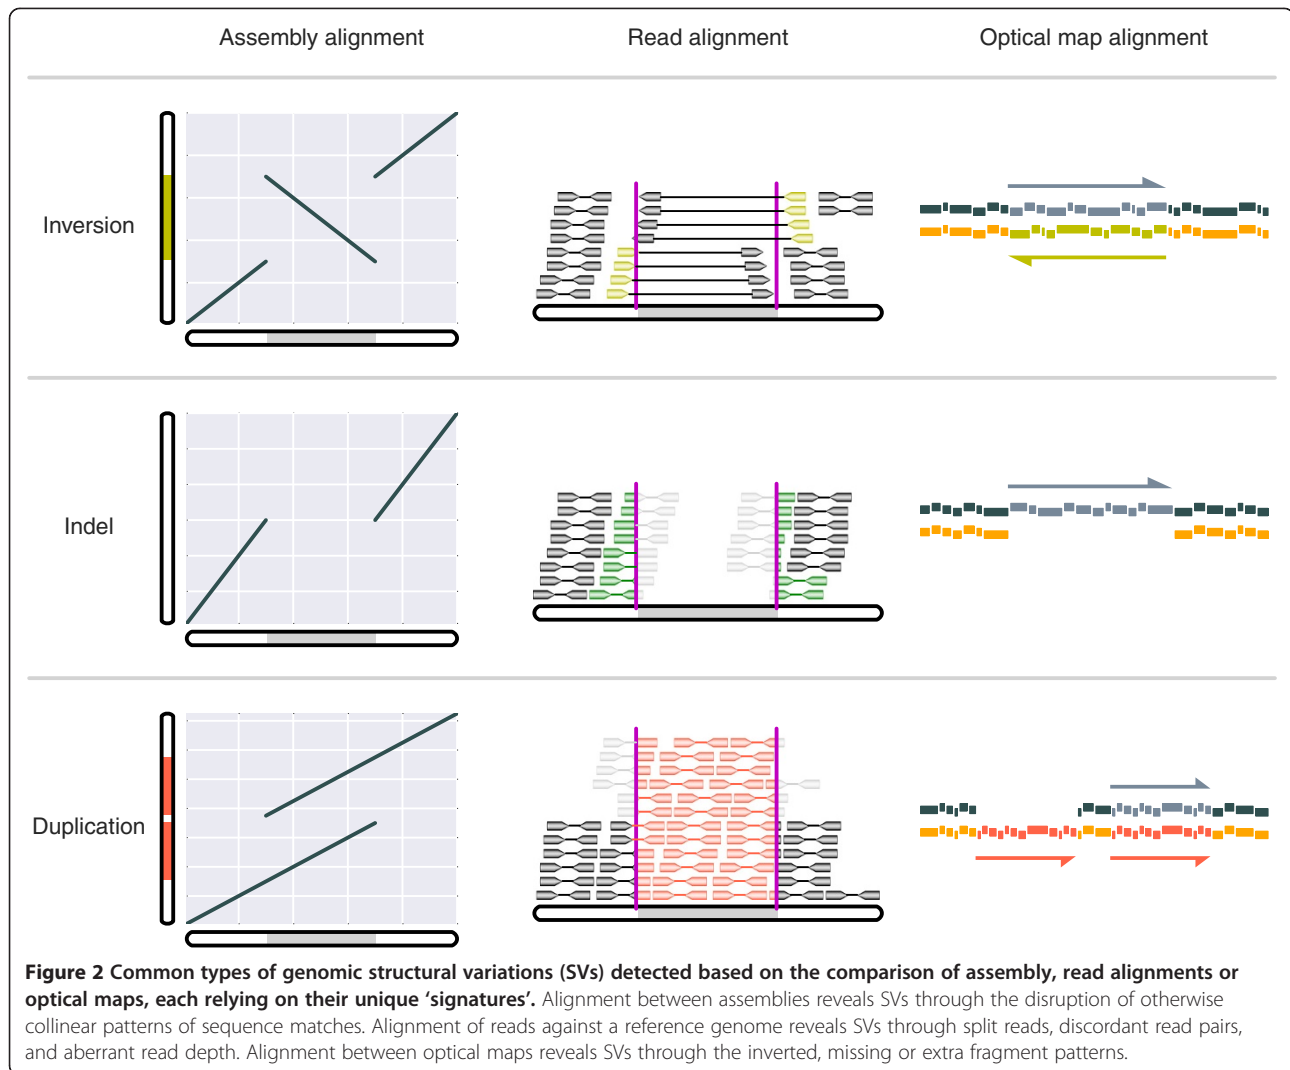 Assembly alignment
Read alignment
Optical map alignment
Inversion
Indel
Duplication
Figure 2 Common types of genomic structural variations (SVs) detected based on the comparison of assembly, read alignments or
optical maps, each relying on their unique ‘signatures’. Alignment between assemblies reveals SVs through the disruption of otherwise
collinear patterns of sequence matches. Alignment of reads against a reference genome reveals SVs through split reads, discordant read pairs,
and aberrant read depth. Alignment between optical maps reveals SVs through the inverted, missing or extra fragment patterns.